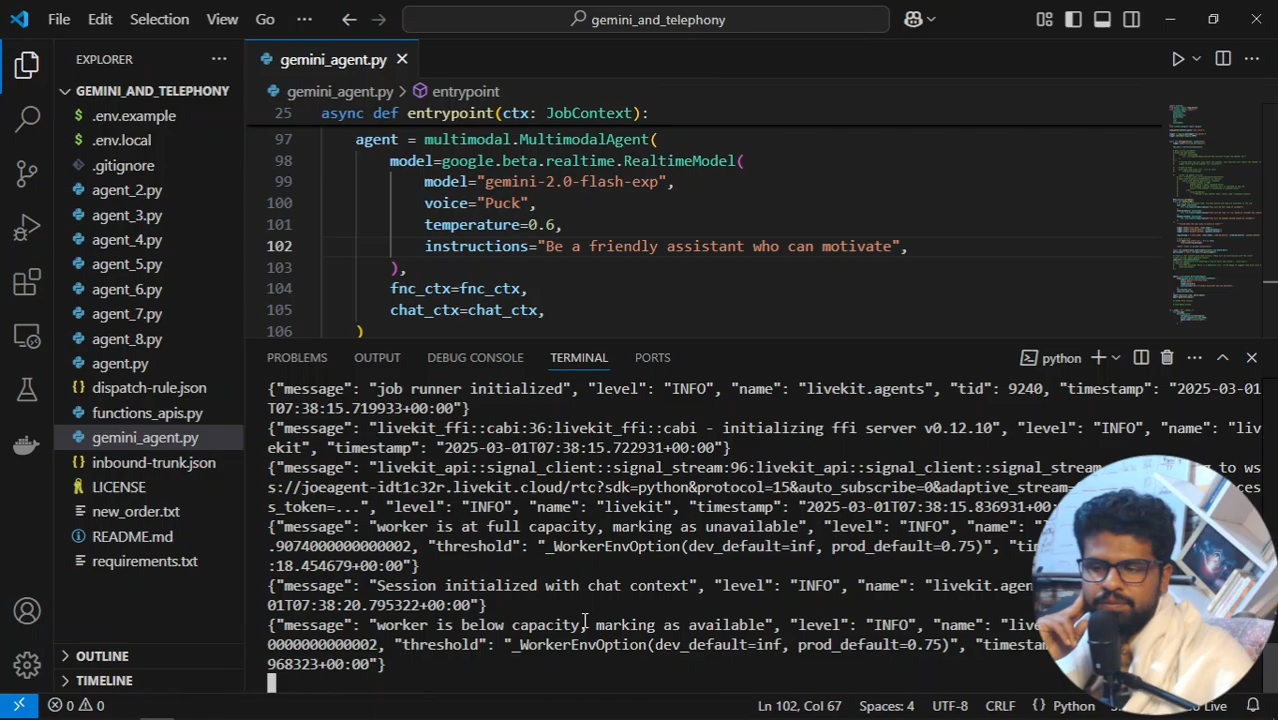 File Edit Selection View Go ··· gemini_and_telephony
EXPLORER ···
GEMINI_AND_TELEPHONY
.env.example
.env.local
.gitignore
agent_2.py
agent_3.py
agent_4.py
agent_5.py
agent_6.py
agent_7.py
agent_8.py
agent.py
dispatch-rule.json
functions_apis.py
gemini_agent.py
inbound-trunk.json
LICENSE
new_order.txt
README.md
requirements.txt
OUTLINE
TIMELINE
gemini_agent.py
gemini_agent.py > entrypoint
25 async def entrypoint(ctx: JobContext):
97 agent = multimodal.MultimodalAgent(
98 model=google.beta.realtime.RealtimeModel(
99 model="gemini-2.0-flash-exp",
100 voice="Puck",
101 temperature=0.6,
102 instructions="Be a friendly assistant who can motivate",
103 ),
104 fnc_ctx=fnc_ctx,
105 chat_ctx=chat_ctx,
106 )
PROBLEMS OUTPUT DEBUG CONSOLE TERMINAL PORTS python
{"message": "job runner initialized", "level": "INFO", "name": "livekit.agents", "tid": 9240, "timestamp": "2025-03-01
T07:38:15.719933+00:00"}
{"message": "livekit_ffi::cabi:36:livekit_ffi::cabi - initializing ffi server v0.12.10", "level": "INFO", "name": "liv
ekit", "timestamp": "2025-03-01T07:38:15.722931+00:00"}
{"message": "livekit_api::signal_client::signal_stream:96:livekit_api::signal_client::signal_stream to ws
s://joeagent-idt1c32r.livekit.cloud/rtc?sdk=python&protocol=15&auto_subscribe=0&adaptive_stream= cces
s_token=...", "level": "INFO", "name": "livekit", "timestamp": "2025-03-01T07:38:15.836931+00:
{"message": "worker is at full capacity, marking as unavailable", "level": "INFO", "name":
.9074000000000002, "threshold": "_WorkerEnvOption(dev_default=inf, prod_default=0.75)",
:18.454679+00:00"}
{"message": "Session initialized with chat context", "level": "INFO", "name": "livekit.age
01T07:38:20.795322+00:00"}
{"message": "worker is below capacity, marking as available", "level": "INFO", "name": "liv
0000000000002, "threshold": "_WorkerEnvOption(dev_default=inf, prod_default=0.75)",
968323+00:00"}
0 0 Ln 102, Col 67 Spaces: 4 UTF-8 CRLF Python Live